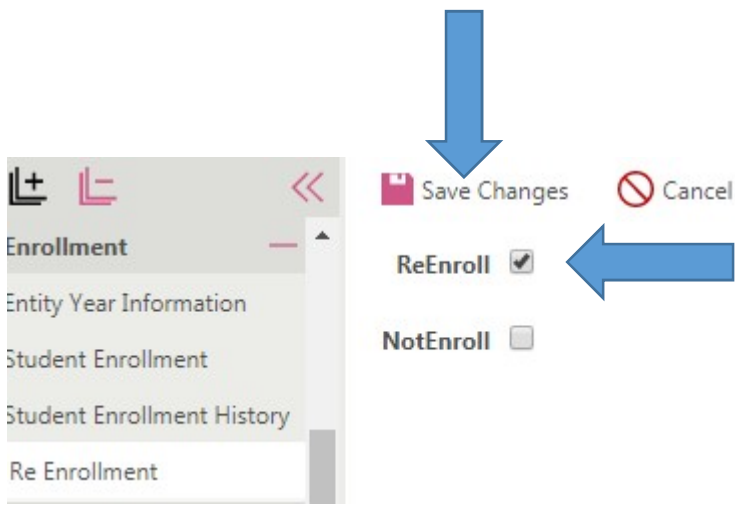 Save Changes Cancel
Enrollment
ReEnroll
Entity Year Information
NotEnroll
Student Enrollment
Student Enrollment History
Re Enrollment